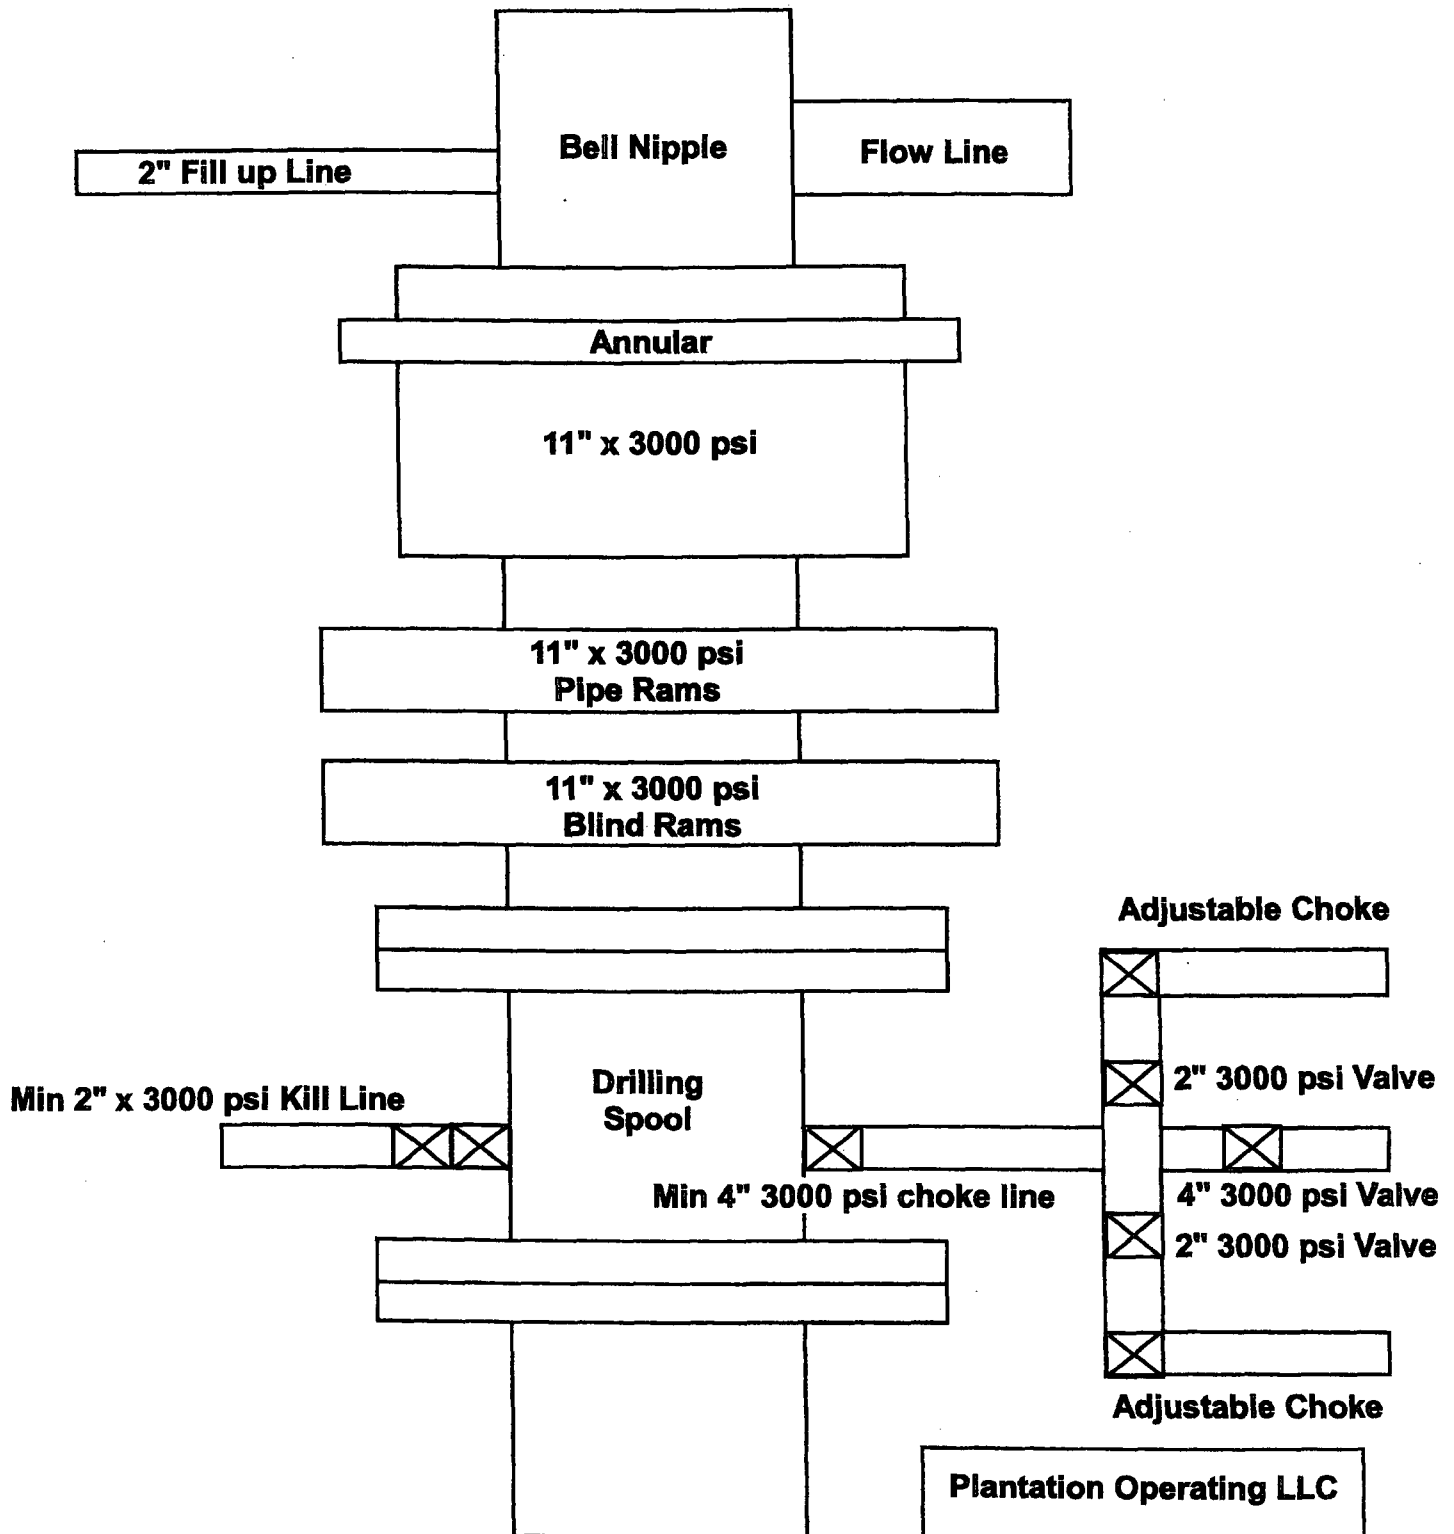 Bell Nipple
Flow Line
2" Fill up Line
Annular
11" x 3000 psi
11" x 3000 psi
Pipe Rams
11" x 3000 psi
Blind Rams
Adjustable Choke
Drilling
Spool
2" 3000 psi Valve
Min 2" x 3000 psi Kill Line
Min 4" 3000 psi choke line
4" 3000 psi Valve
2" 3000 psi Valve
Adjustable Choke
Plantation Operating LLC